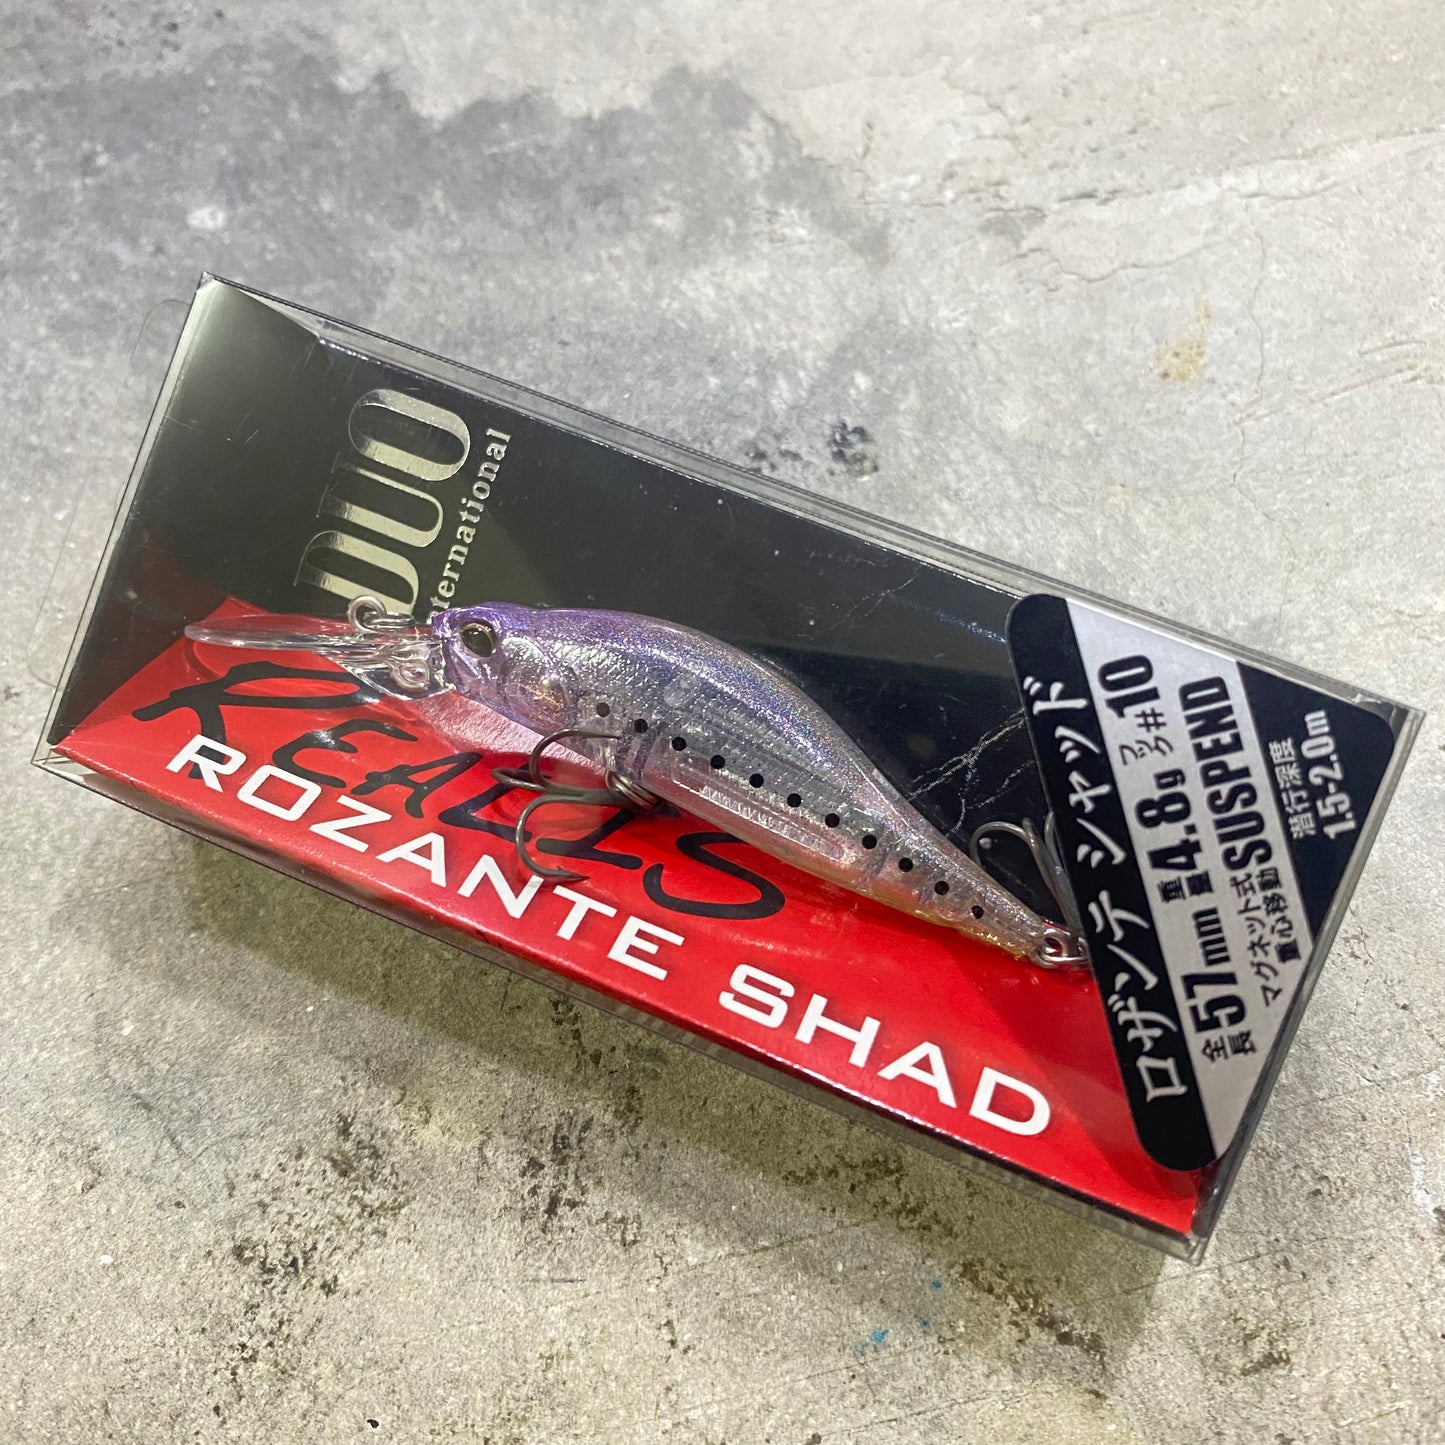 DUO
International
REALIS
ROZANTE SHAD
ロザンテ シャッド
全長57mm 重量4.8g フック#10
マグネット式重心移動 SUSPEND
潜行深度
1.5-2.0m